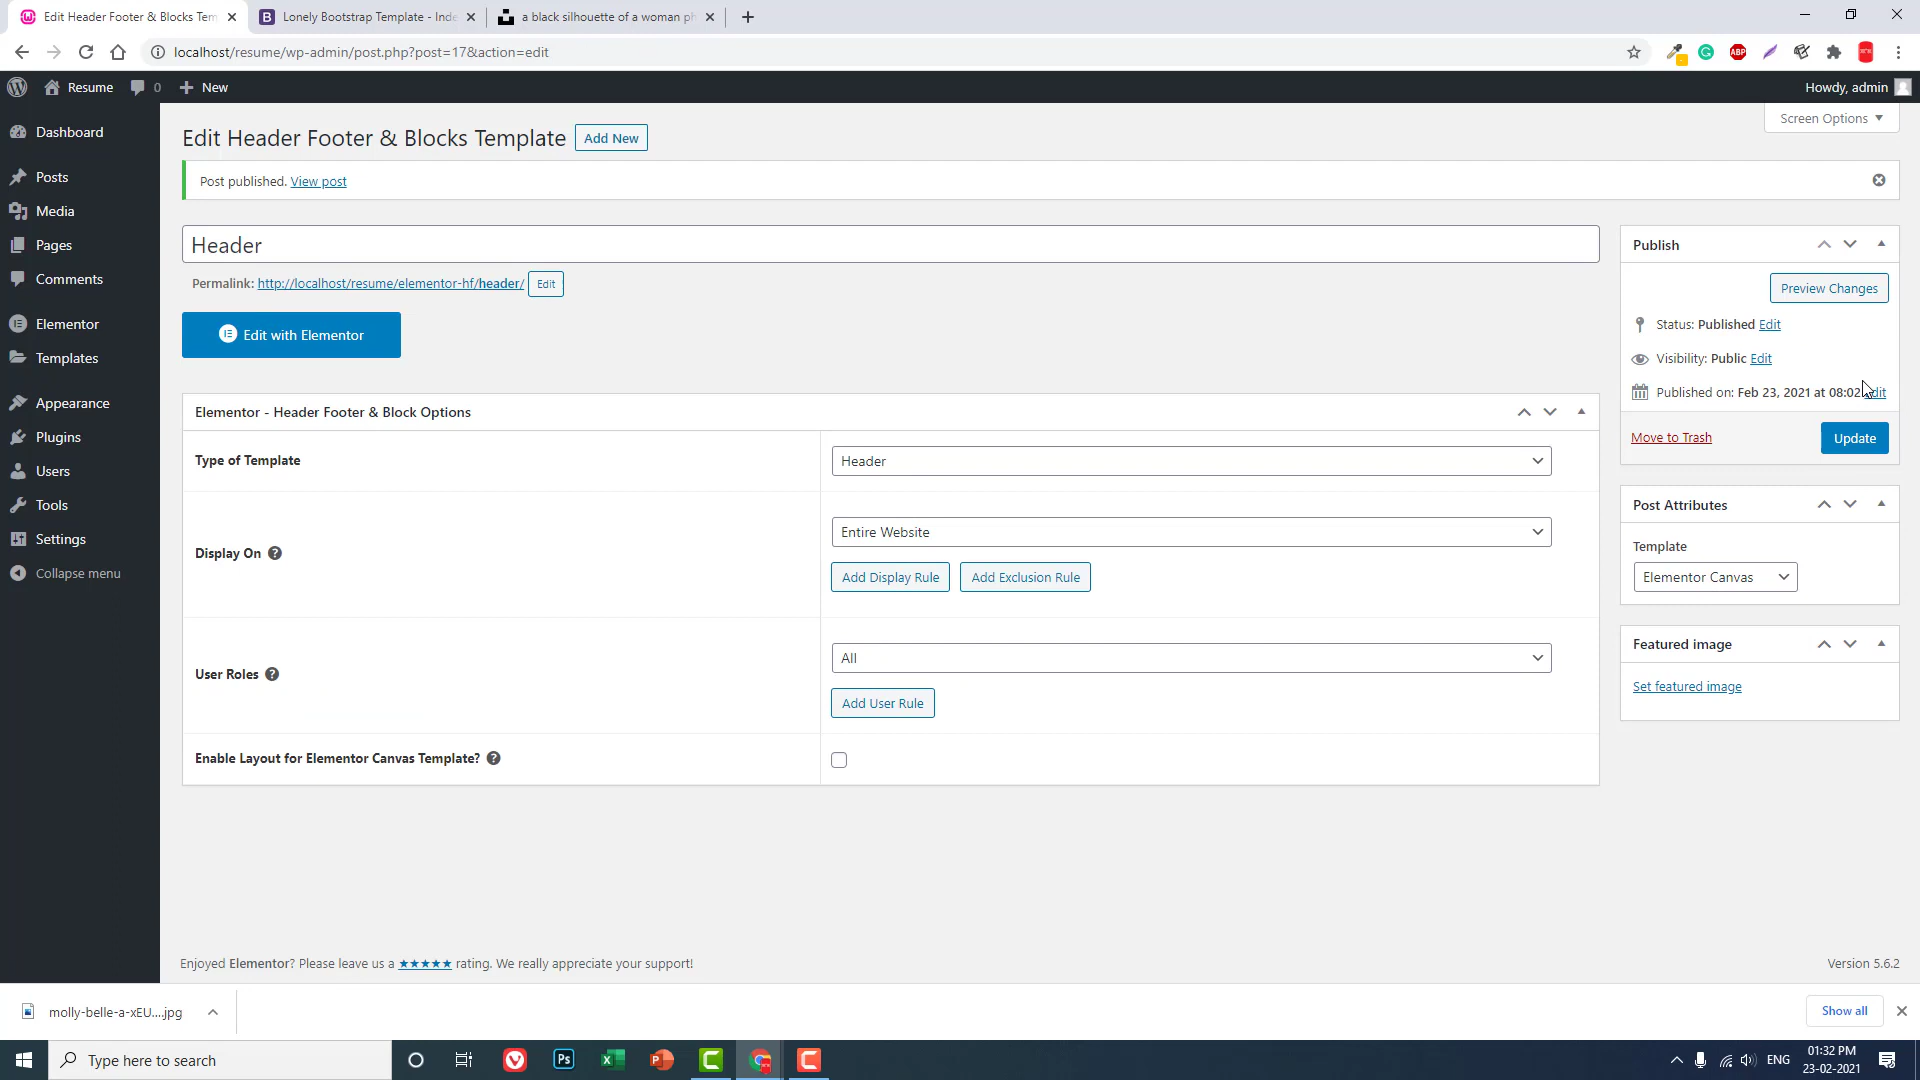 Edit Header Footer & Blocks Tem
Lonely Bootstrap Template - Inde
a black silhouette of a woman ph
localhost/resume/wp-admin/post.php?post=17&action=edit
ABP
Resume
0
New
Howdy, admin
Dashboard
Posts
Media
Pages
Comments
Elementor
Templates
Appearance
Plugins
Users
Tools
Settings
Collapse menu
Screen Options
Edit Header Footer & Blocks Template
Add New
Post published. View post
Header
Permalink: http://localhost/resume/elementor-hf/header/ Edit
Edit with Elementor
Elementor - Header Footer & Block Options
Type of Template
Header
Display On
Entire Website
Add Display Rule
Add Exclusion Rule
User Roles
All
Add User Rule
Enable Layout for Elementor Canvas Template?
Publish
Preview Changes
Status: Published Edit
Visibility: Public Edit
Published on: Feb 23, 2021 at 08:02
Move to Trash
Update
Post Attributes
Template
Elementor Canvas
Featured image
Set featured image
Enjoyed Elementor? Please leave us a ★★★★★ rating. We really appreciate your support!
Version 5.6.2
molly-belle-a-xEU....jpg
Show all
Type here to search
Ps
ENG
01:32 PM
23-02-2021